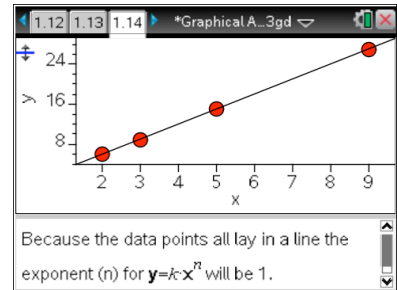 1.12 1.13 1.14 *Graphical A...3gd
24
y
16
8
2 3 4 5 6 7 8 9
x
Because the data points all lay in a line the
exponent (n) for y=k·xⁿ will be 1.